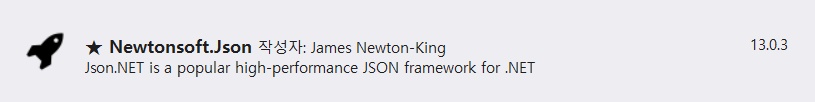 ★ Newtonsoft.Json 작성자: James Newton-King 13.0.3
Json.NET is a popular high-performance JSON framework for .NET